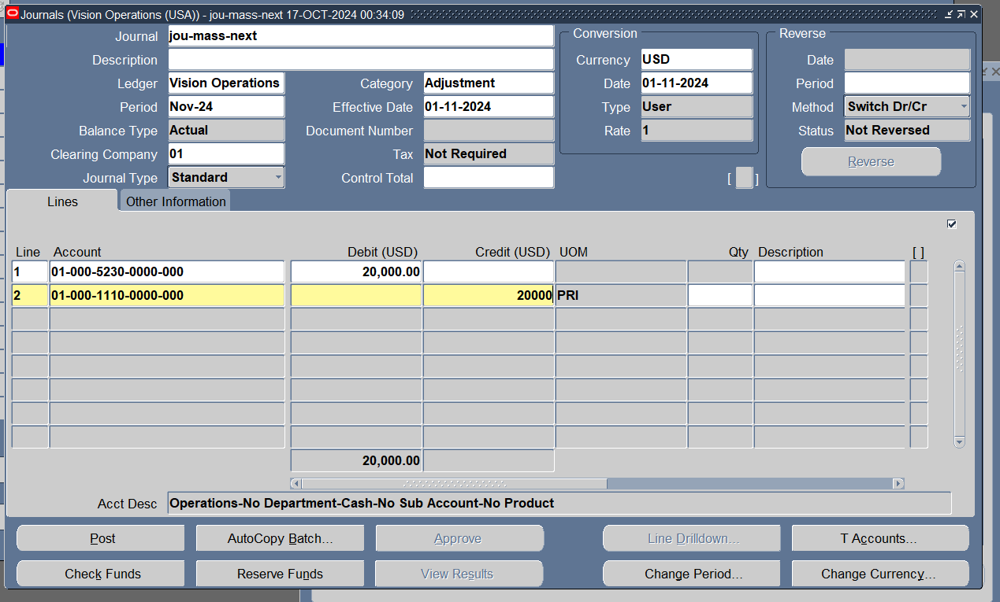 Journals (Vision Operations (USA)) - jou-mass-next 17-OCT-2024 00:34:09
Journal jou-mass-next
Description
Ledger Vision Operations Category Adjustment
Period Nov-24 Effective Date 01-11-2024
Balance Type Actual Document Number
Clearing Company 01 Tax Not Required
Journal Type Standard Control Total
Conversion
Currency USD
Date 01-11-2024
Type User
Rate 1
[ ]
Reverse
Date
Period
Method Switch Dr/Cr
Status Not Reversed
Reverse
Lines Other Information
Line Account Debit (USD) Credit (USD) UOM Qty Description [ ]
1 01-000-5230-0000-000 20,000.00
2 01-000-1110-0000-000 20000 PRI
20,000.00
Acct Desc Operations-No Department-Cash-No Sub Account-No Product
Post AutoCopy Batch... Approve Line Drilldown... T Accounts...
Check Funds Reserve Funds View Results Change Period... Change Currency...